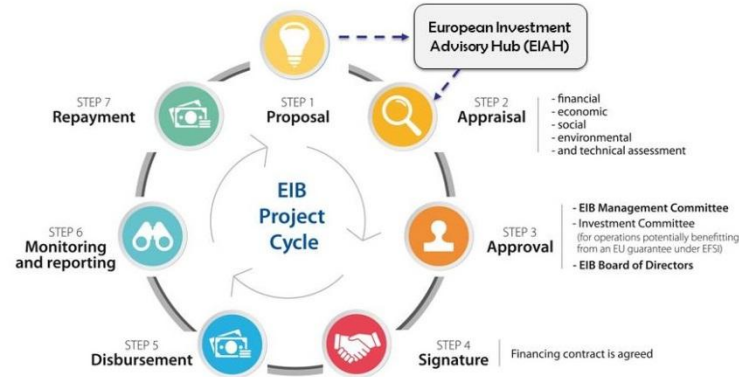 European Investment
Advisory Hub (EIAH)
STEP 1
Proposal
STEP 2
Appraisal
- financial
- economic
- social
- environmental
- and technical assessment
STEP 3
Approval
- EIB Management Committee
- Investment Committee
(for operations potentially benefitting
from an EU guarantee under EFSI)
- EIB Board of Directors
STEP 4
Signature
Financing contract is agreed
STEP 5
Disbursement
STEP 6
Monitoring
and reporting
STEP 7
Repayment
EIB
Project
Cycle